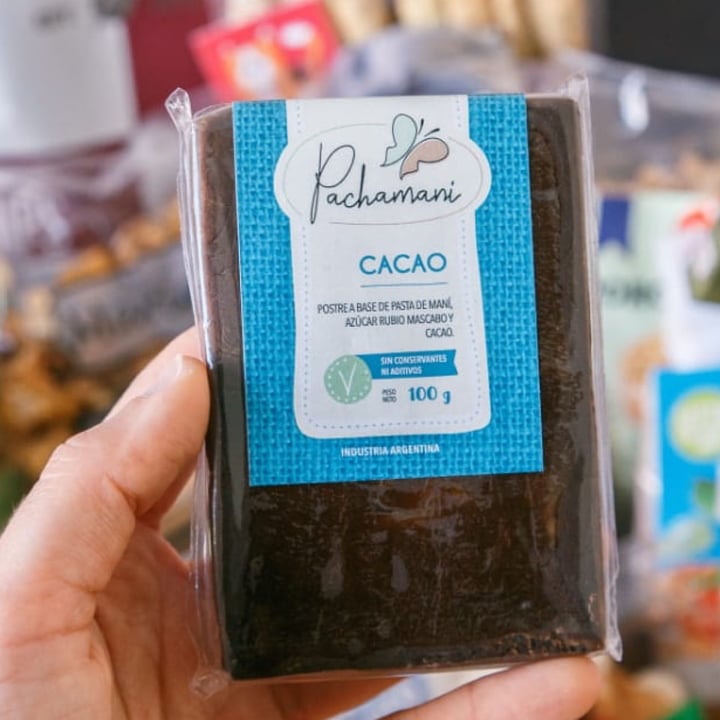 Pachamani
CACAO
POSTRE A BASE DE PASTA DE MANÍ,
AZÚCAR RUBIO MASCABO Y
CACAO.
SIN CONSERVANTES
NI ADITIVOS
PESO
NETO
100 g
INDUSTRIA ARGENTINA